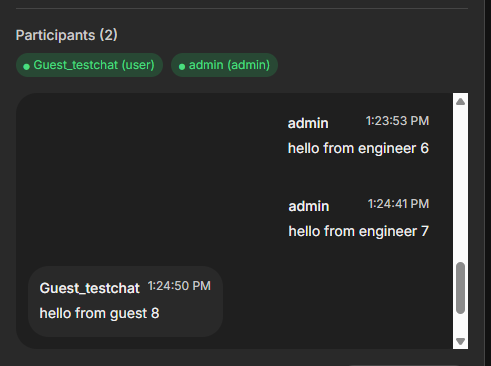 Participants (2)
Guest_testchat (user) admin (admin)
admin 1:23:53 PM
hello from engineer 6
admin 1:24:41 PM
hello from engineer 7
Guest_testchat 1:24:50 PM
hello from guest 8